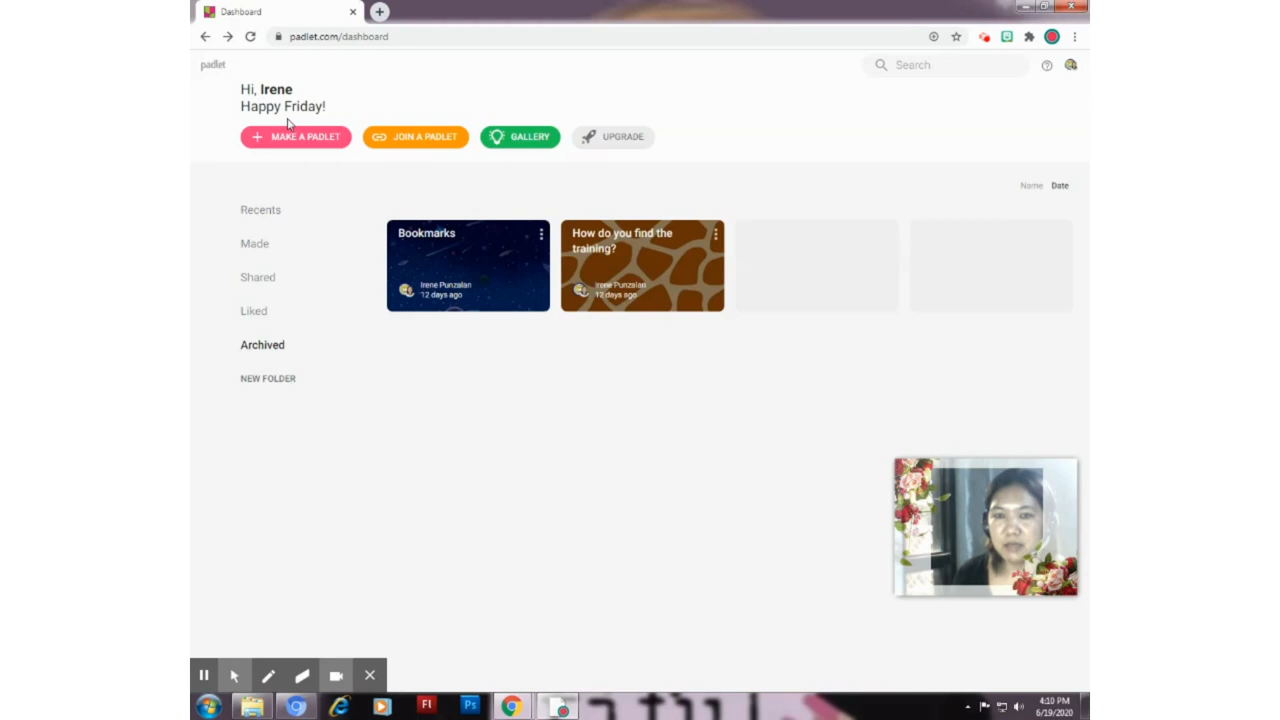 Dashboard
padlet.com/dashboard
padlet
Search
Hi, Irene
Happy Friday!
MAKE A PADLET
JOIN A PADLET
GALLERY
UPGRADE
Name Date
Recents
Made
Shared
Liked
Archived
NEW FOLDER
Bookmarks
Irene Punzalan
12 days ago
How do you find the
training?
Irene Punzalan
12 days ago
Fl
Ps
4:10 PM
6/19/2020